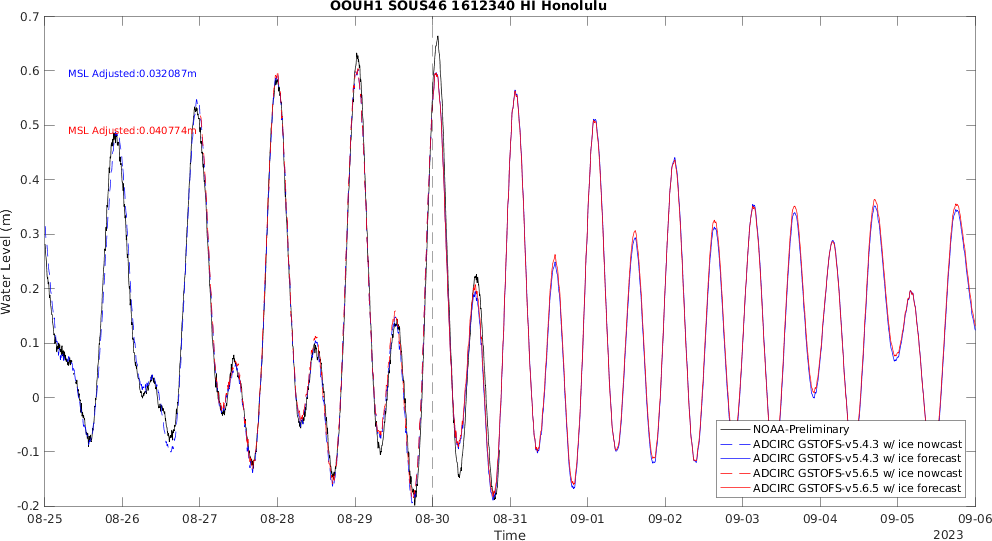 OOUH1 SOUS46 1612340 HI Honolulu
0.7
0.6
0.5
0.4
0.3
0.2
0.1
0
-0.1
-0.2
Water Level (m)
MSL Adjusted:0.032087m
MSL Adjusted:0.040774m
NOAA-Preliminary
ADCIRC GSTOFS-v5.4.3 w/ ice nowcast
ADCIRC GSTOFS-v5.4.3 w/ ice forecast
ADCIRC GSTOFS-v5.6.5 w/ ice nowcast
ADCIRC GSTOFS-v5.6.5 w/ ice forecast
08-25 08-26 08-27 08-28 08-29 08-30 08-31 09-01 09-02 09-03 09-04 09-05 09-06
Time
2023